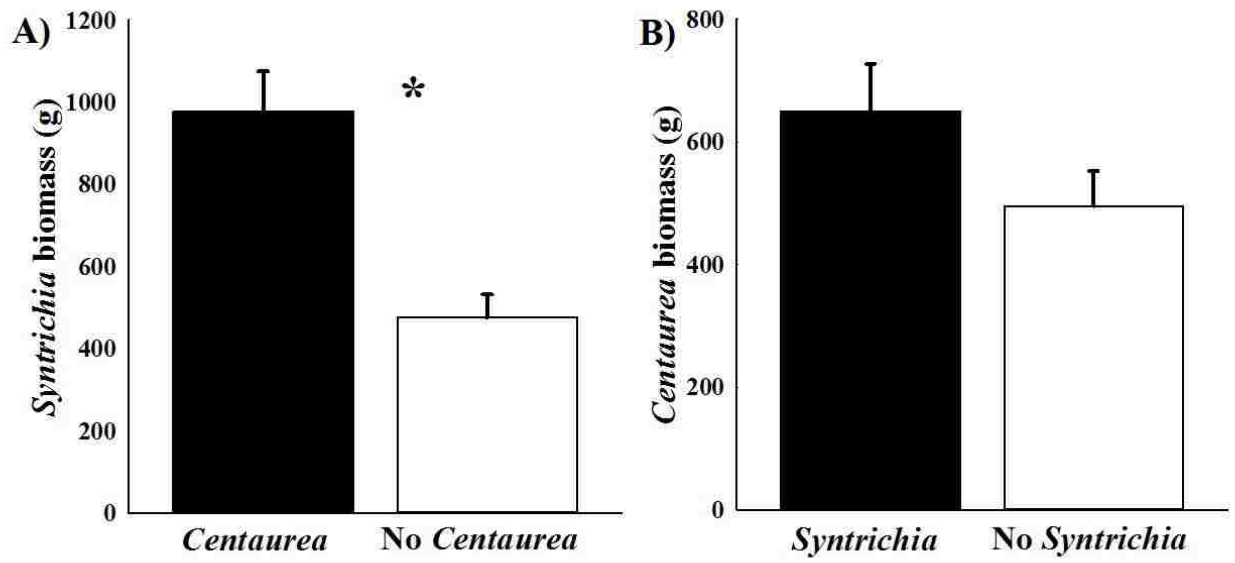 A)
Syntrichia biomass (g)
1200
1000
800
600
400
200
0
*
Centaurea
No Centaurea
B)
Centaurea biomass (g)
800
600
400
200
0
Syntrichia
No Syntrichia